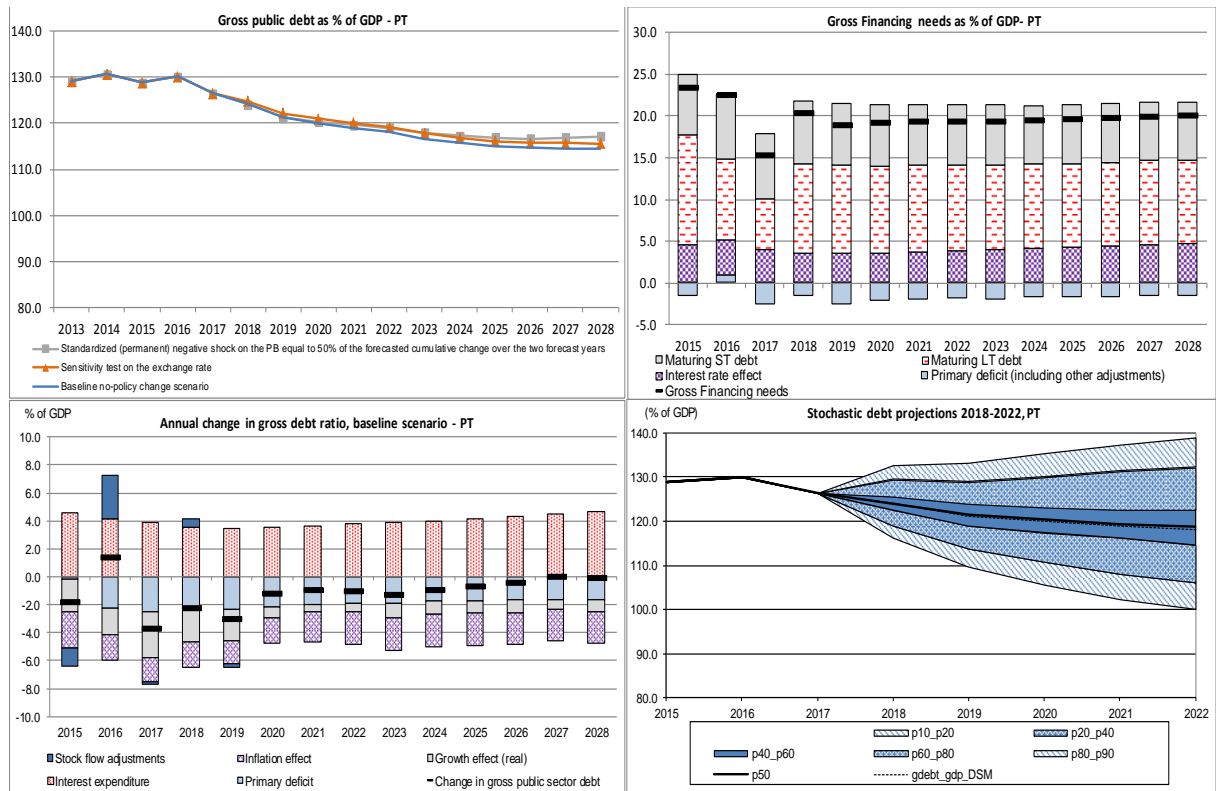 Gross public debt as % of GDP - PT
140.0
130.0
120.0
110.0
100.0
90.0
80.0
2013 2014 2015 2016 2017 2018 2019 2020 2021 2022 2023 2024 2025 2026 2027 2028
Standardized (permanent) negative shock on the PB equal to 50% of the forecasted cumulative change over the two forecast years
Sensitivity test on the exchange rate
Baseline no-policy change scenario
Gross Financing needs as % of GDP- PT
30.0
25.0
20.0
15.0
10.0
5.0
0.0
-5.0
2015 2016 2017 2018 2019 2020 2021 2022 2023 2024 2025 2026 2027 2028
Maturing ST debt Maturing LT debt
Interest rate effect Primary deficit (including other adjustments)
Gross Financing needs
% of GDP
Annual change in gross debt ratio, baseline scenario - PT
10.0
8.0
6.0
4.0
2.0
0.0
-2.0
-4.0
-6.0
-8.0
-10.0
2015 2016 2017 2018 2019 2020 2021 2022 2023 2024 2025 2026 2027 2028
Stock flow adjustments Inflation effect Growth effect (real)
Interest expenditure Primary deficit Change in gross public sector debt
(% of GDP)
Stochastic debt projections 2018-2022, PT
140.0
130.0
120.0
110.0
100.0
90.0
80.0
2015 2016 2017 2018 2019 2020 2021 2022
p10_p20 p20_p40
p40_p60 p60_p80 p80_p90
p50 gdebt_gdp_DSM